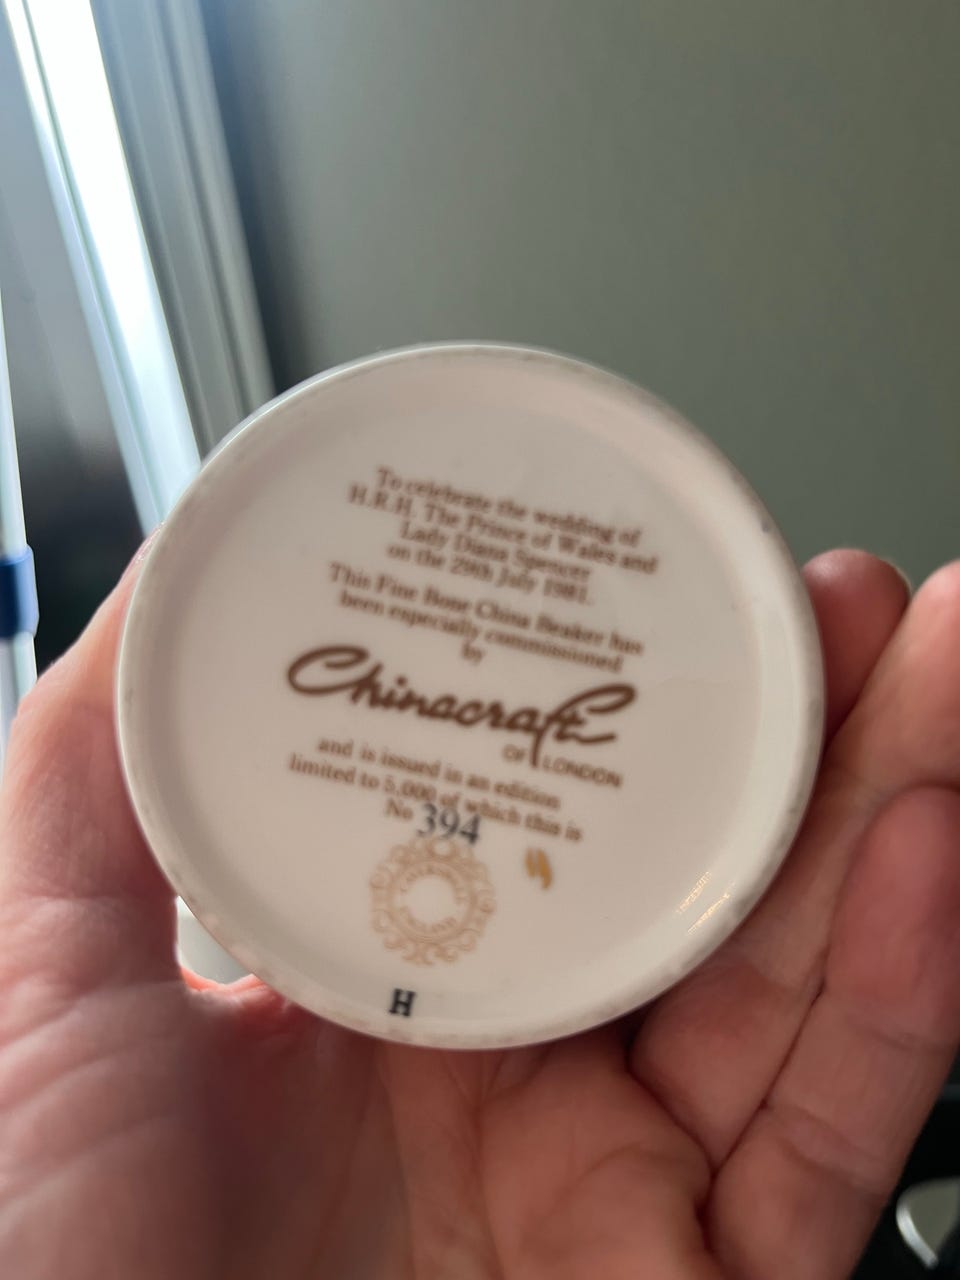 To celebrate the wedding of
H.R.H. The Prince of Wales and
Lady Diana Spencer
on the 29th July 1981.
This Fine Bone China Beaker has
been especially commissioned
by
Chinacraft
OF LONDON
and is issued in an edition
limited to 5,000 of which this is
No 394
H